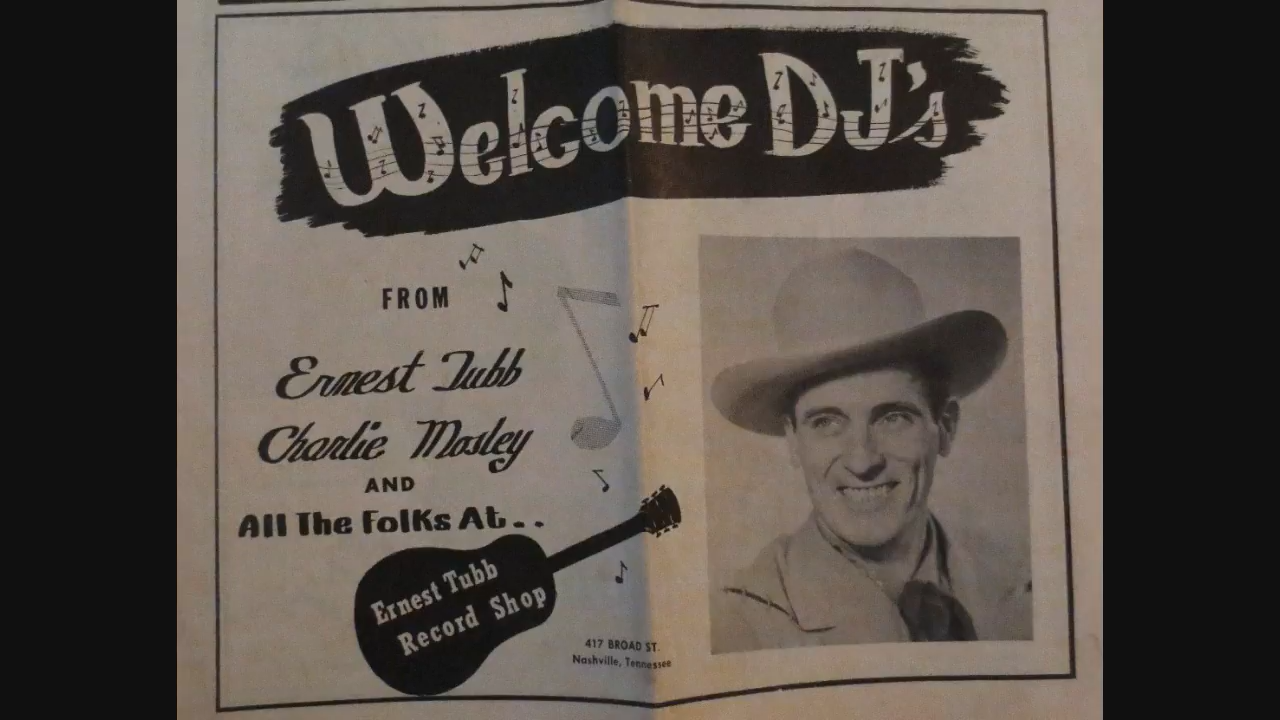 Welcome DJ's
FROM
Ernest Tubb
Charlie Mosley
AND
All The Folks At..
Ernest Tubb
Record Shop
417 BROAD ST.
Nashville, Tennessee